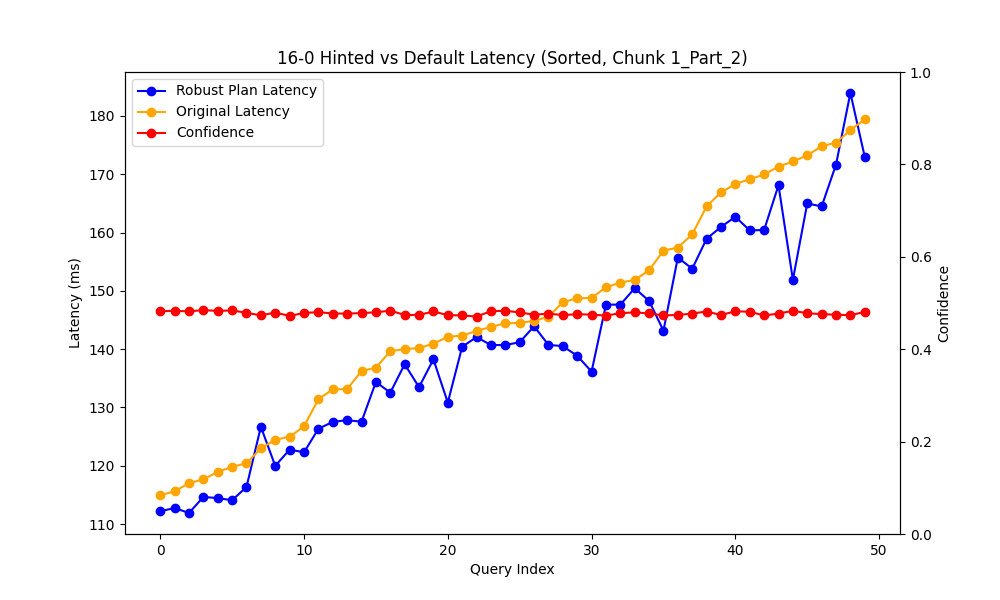 16-0 Hinted vs Default Latency (Sorted, Chunk 1_Part_2)
Robust Plan Latency
Original Latency
Confidence
180
170
160
150
140
130
120
110
Latency (ms)
1.0
0.8
0.6
0.4
0.2
0.0
Confidence
0 10 20 30 40 50
Query Index